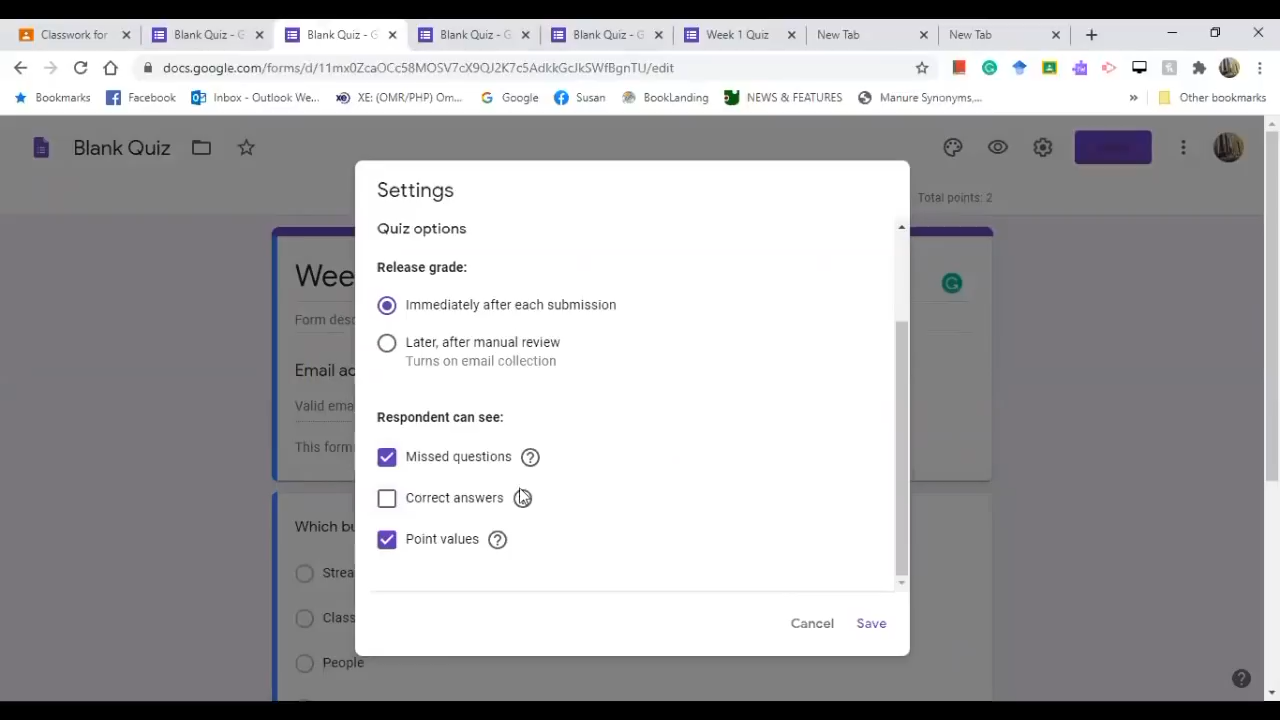 Classwork for
Blank Quiz - G
Blank Quiz - G
Blank Quiz - G
Blank Quiz - G
Week 1 Quiz
New Tab
New Tab
docs.google.com/forms/d/11mx0ZcaOCc58MOSV7cX9QJ2K7c5AdkkGcJkSWfBgnTU/edit
Bookmarks
Facebook
Inbox - Outlook We...
XE: (OMR/PHP) Om...
Google
Susan
BookLanding
NEWS & FEATURES
Manure Synonyms,...
»
Other bookmarks
Blank Quiz
Total points: 2
Settings
Quiz options
Release grade:
Immediately after each submission
Later, after manual review
Turns on email collection
Respondent can see:
Missed questions
Correct answers
Point values
Cancel
Save
Wee
Form desc
Email ad
Valid emai
This form
Which bu
Strea
Class
People